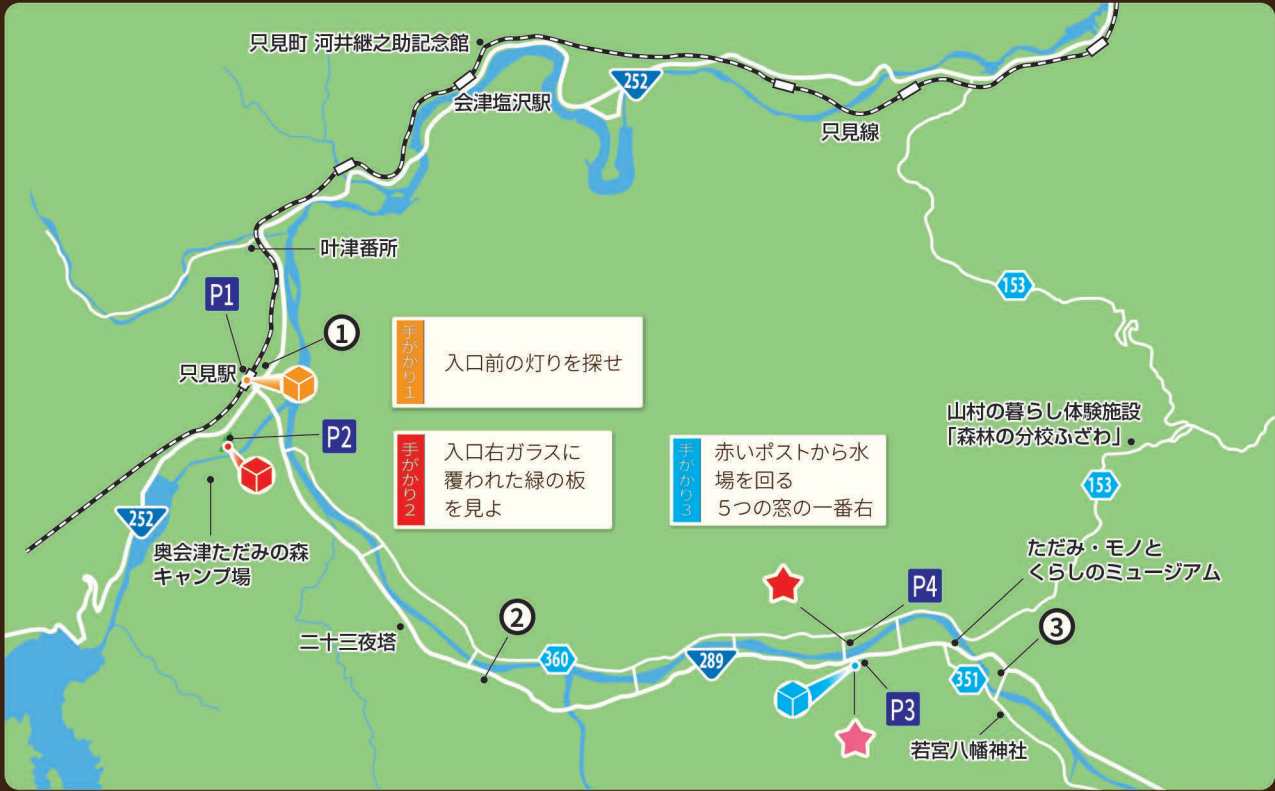 只見町 河井継之助記念館
会津塩沢駅
252
只見線
叶津番所
153
P1
①
只見駅
手がかり1
入口前の灯りを探せ
P2
手がかり2
入口右ガラスに
覆われた緑の板
を見よ
手がかり3
赤いポストから水
場を回る
5つの窓の一番右
山村の暮らし体験施設
「森林の分校ふざわ」
153
252
奥会津ただみの森
キャンプ場
ただみ・モノと
くらしのミュージアム
P4
②
③
二十三夜塔
360
289
351
P3
若宮八幡神社